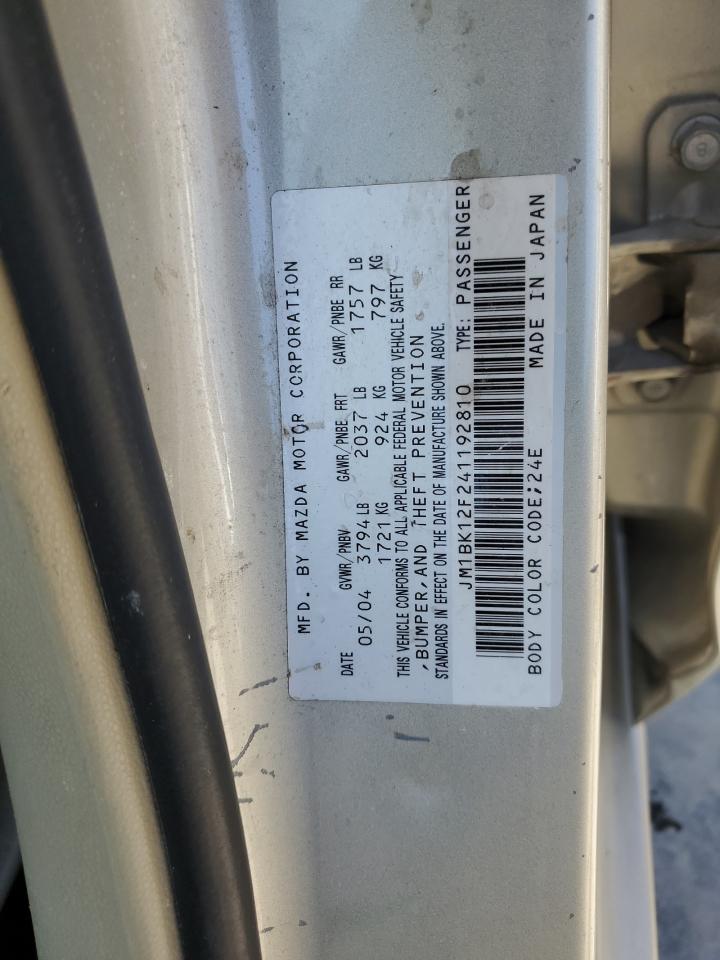 MFD. BY MAZDA MOTOR CORPORATION
DATE GVWR/PNBV GAWR/PNBE FRT GAWR/PNBE RR
05/04 3794 LB 2037 LB 1757 LB
1721 KG 924 KG 797 KG
THIS VEHICLE CONFORMS TO ALL APPLICABLE FEDERAL MOTOR VEHICLE SAFETY
,BUMPER,AND THEFT PREVENTION
STANDARDS IN EFFECT ON THE DATE OF MANUFACTURE SHOWN ABOVE.
JM1BK12F241192810 TYPE: PASSENGER
BODY COLOR CODE;24E MADE IN JAPAN